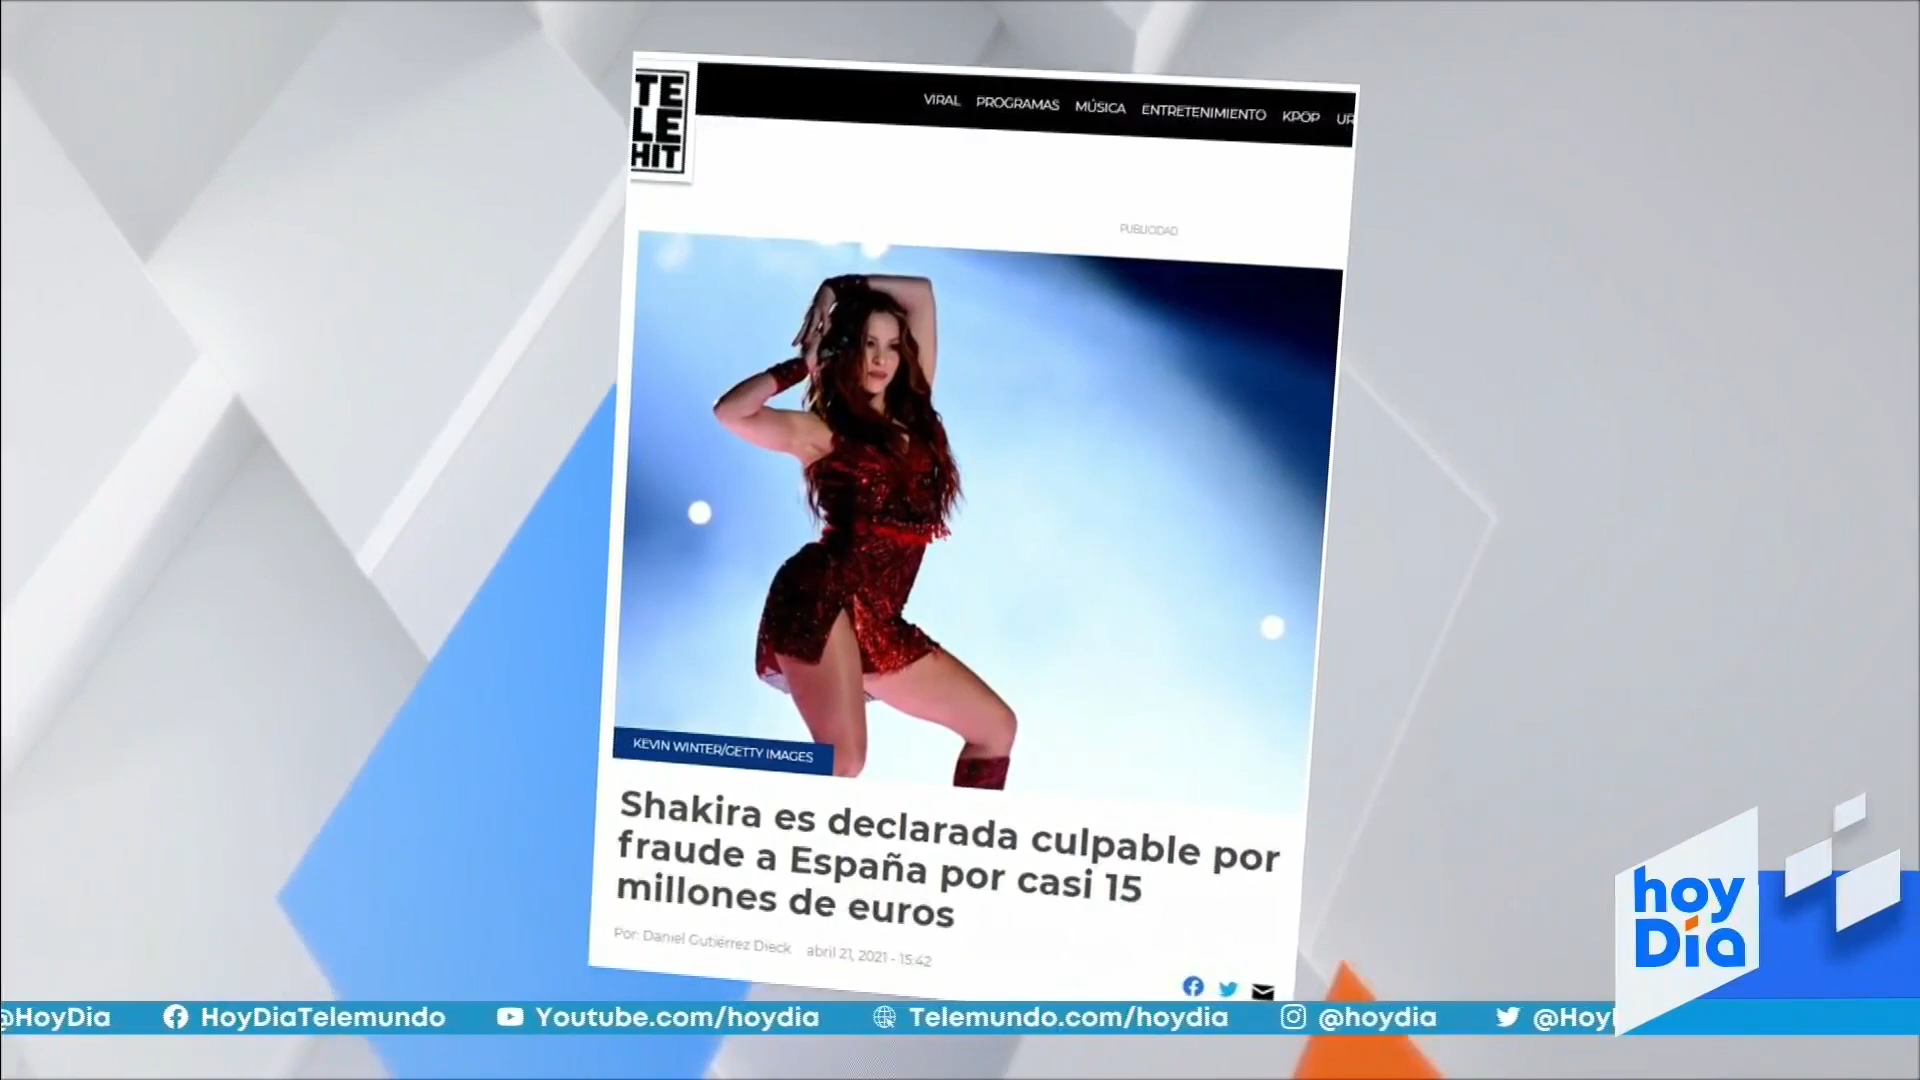 TE
LE
HIT
VIRAL PROGRAMAS MÚSICA ENTRETENIMIENTO KPOP UR
PUBLICIDAD
KEVIN WINTER/GETTY IMAGES
Shakira es declarada culpable por
fraude a España por casi 15
millones de euros
Por: Daniel Gutiérrez Dieck abril 21, 2021 - 15:42
hoy
Día
@HoyDia HoyDiaTelemundo Youtube.com/hoydia Telemundo.com/hoydia @hoydia @Hoy